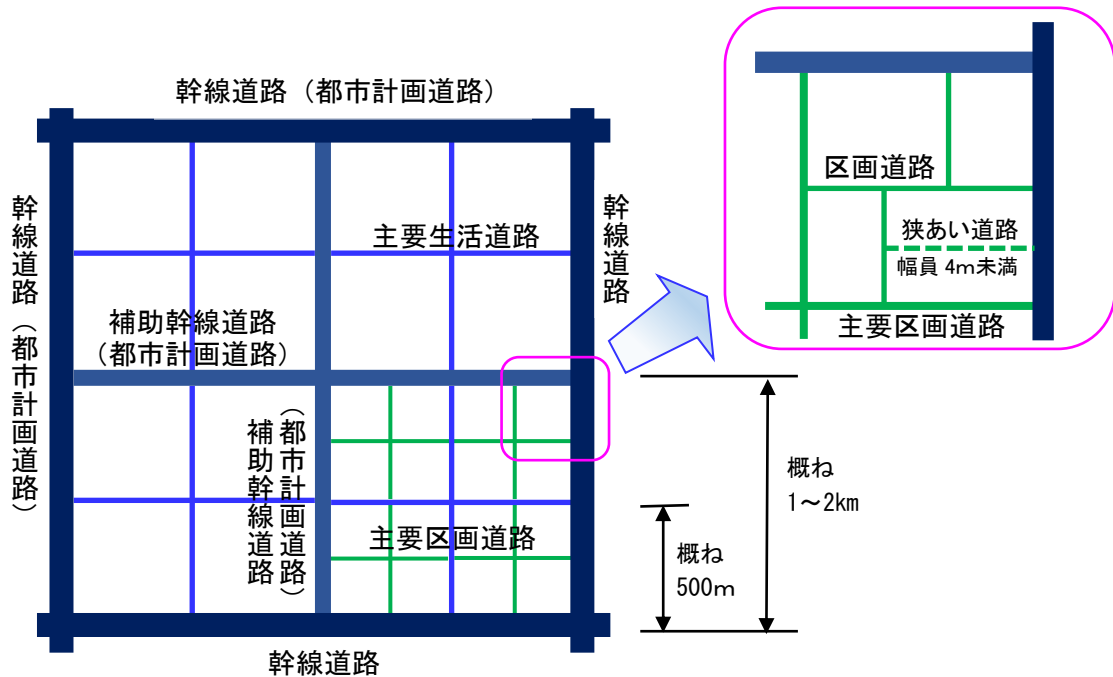 幹線道路（都市計画道路）
幹線道路（都市計画道路）
主要生活道路
幹線道路
補助幹線道路
（都市計画道路）
（都市計画道路）
補助幹線道路
主要区画道路
幹線道路
区画道路
狭あい道路
幅員 4m未満
主要区画道路
概ね
1～2km
概ね
500m